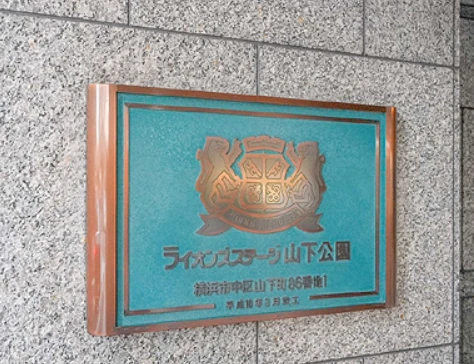 ライオンズステージ山下公園
横浜市中区山下町86番地1